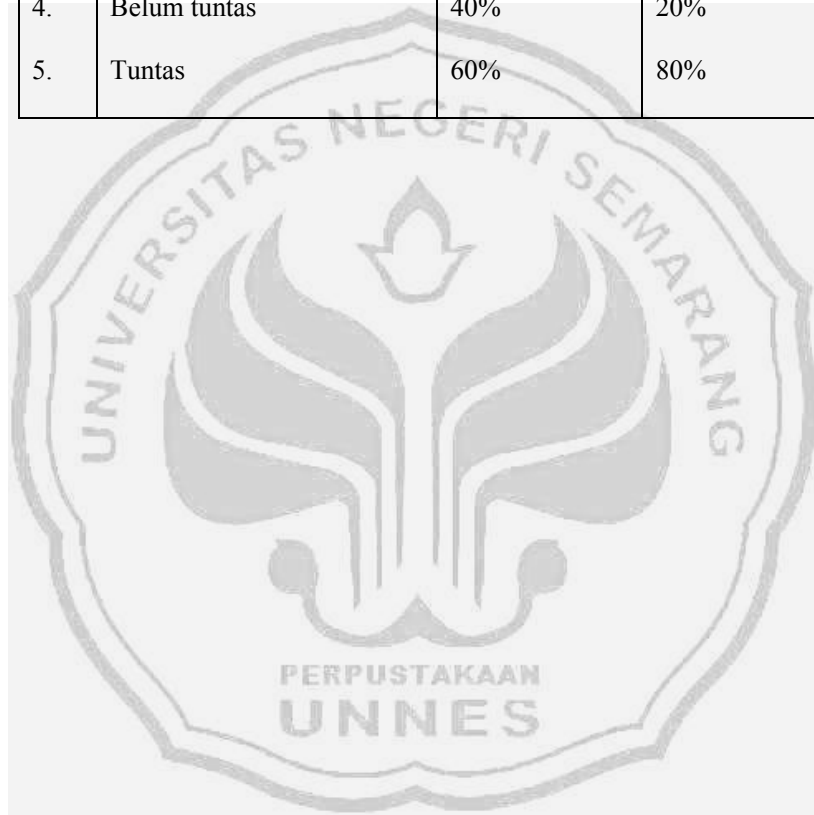 4. Belum tuntas 40% 20%
5. Tuntas 60% 80%
UNIVERSITAS NEGERI SEMARANG
PERPUSTAKAAN
UNNES